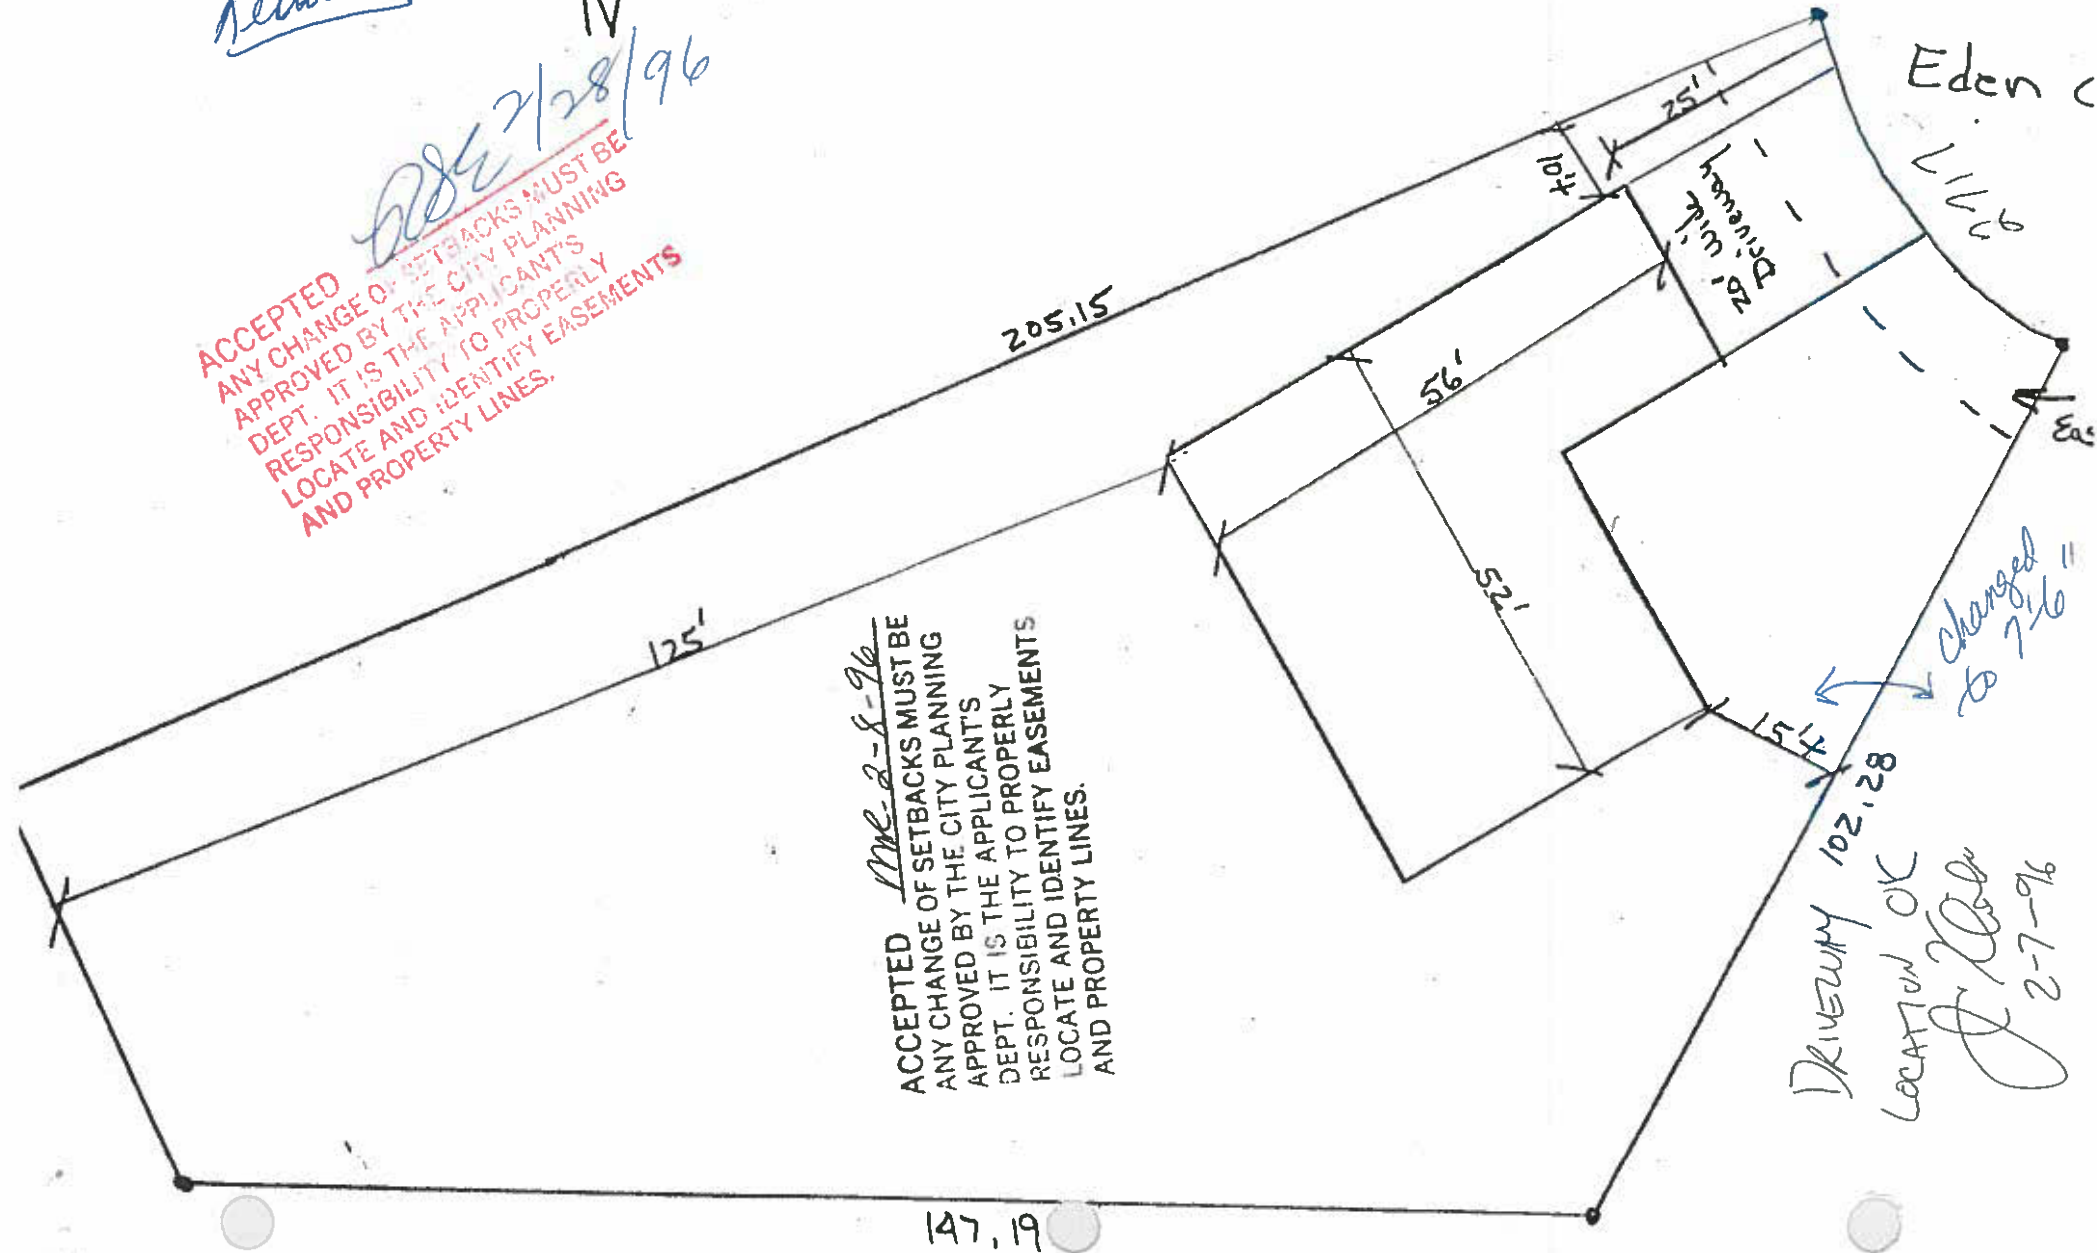 N
2/28/96
ACCEPTED
ANY CHANGE OF SETBACKS MUST BE
APPROVED BY THE CITY PLANNING
DEPT. IT IS THE APPLICANT'S
RESPONSIBILITY TO PROPERLY
LOCATE AND IDENTIFY EASEMENTS
AND PROPERTY LINES.
Eden C
25'
10'+
20' wide
Driveway
205.15
56'
52'
125'
Eas
changed
to 7'6"
15'+
102.28
ACCEPTED MR 2-8-96
ANY CHANGE OF SETBACKS MUST BE
APPROVED BY THE CITY PLANNING
DEPT. IT IS THE APPLICANT'S
RESPONSIBILITY TO PROPERLY
LOCATE AND IDENTIFY EASEMENTS
AND PROPERTY LINES.
DRIVEWAY
LOCATION OK
2-7-96
147.19